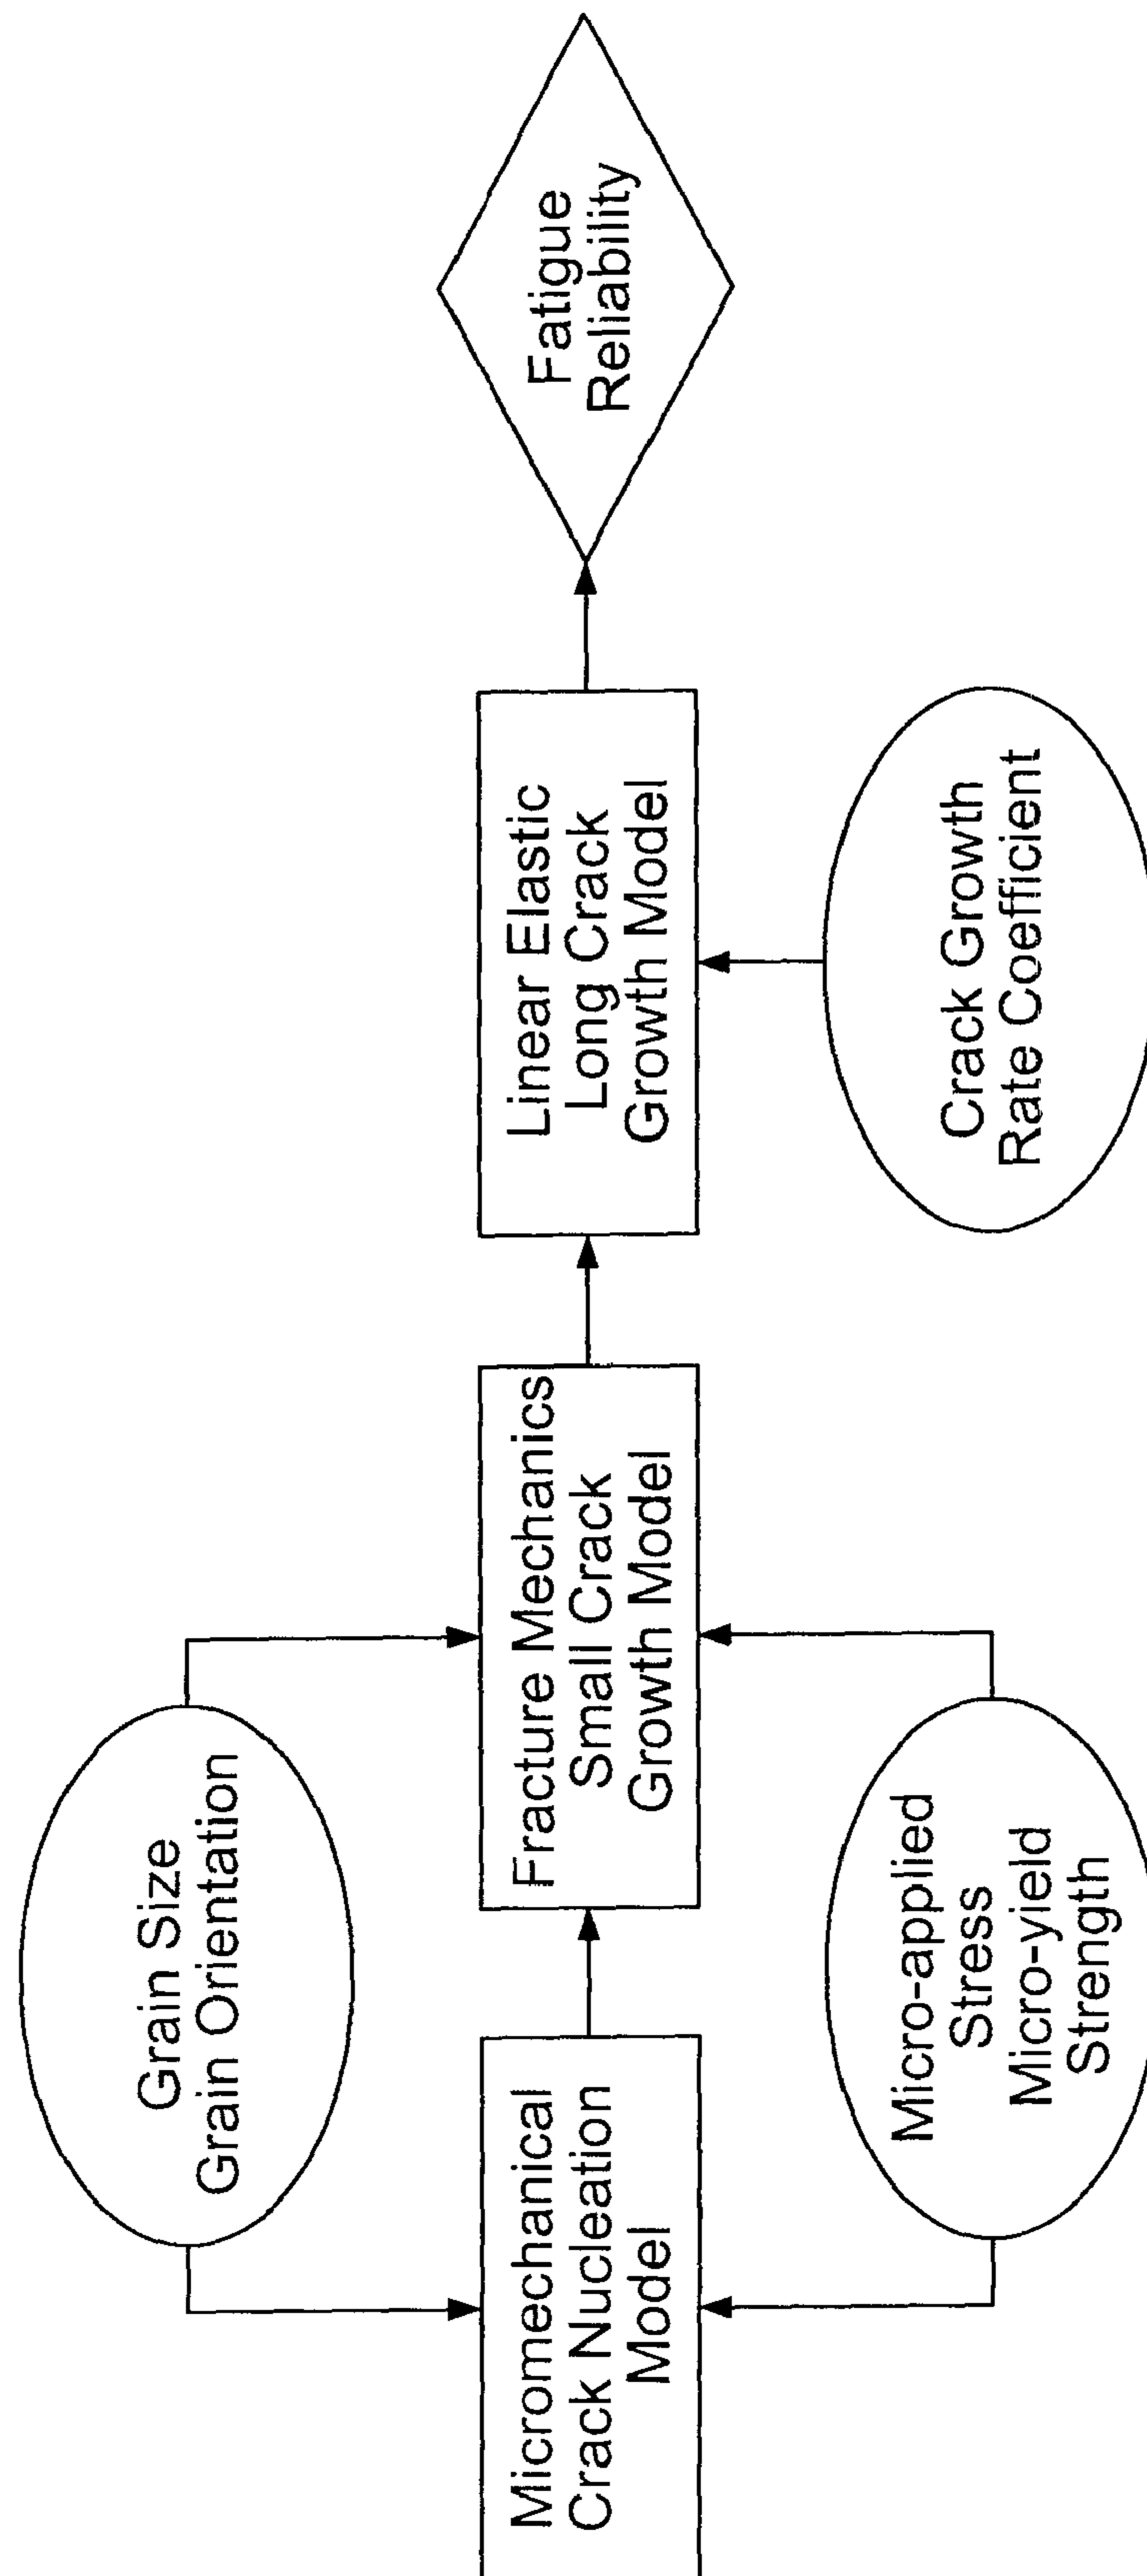 Grain Size
Grain Orientation
Micromechanical
Crack Nucleation
Model
Fracture Mechanics
Small Crack
Growth Model
Linear Elastic
Long Crack
Growth Model
Fatigue
Reliability
Micro-applied
Stress
Micro-yield
Strength
Crack Growth
Rate Coefficient